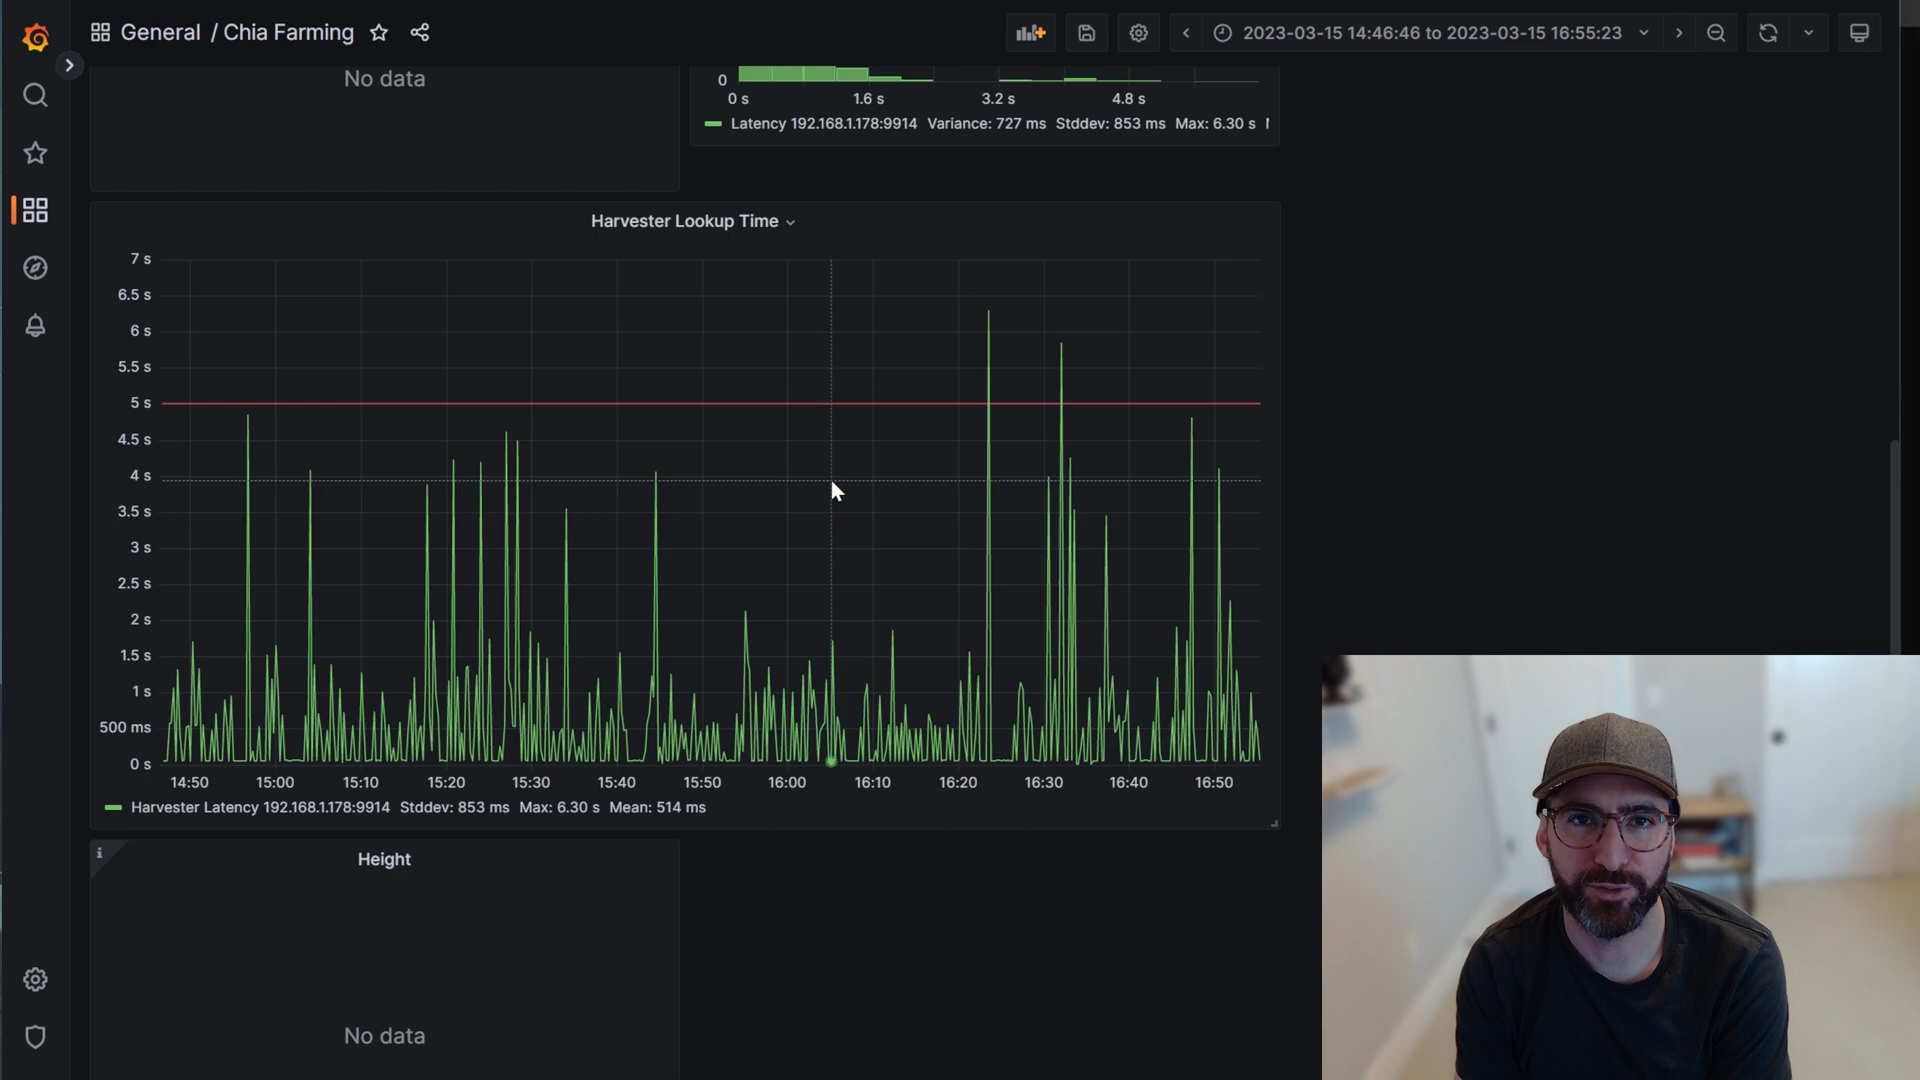 General / Chia Farming
2023-03-15 14:46:46 to 2023-03-15 16:55:23
No data
0
0 s
1.6 s
3.2 s
4.8 s
Latency 192.168.1.178:9914 Variance: 727 ms Stddev: 853 ms Max: 6.30 s
Harvester Lookup Time
7 s
6.5 s
6 s
5.5 s
5 s
4.5 s
4 s
3.5 s
3 s
2.5 s
2 s
1.5 s
1 s
500 ms
0 s
14:50
15:00
15:10
15:20
15:30
15:40
15:50
16:00
16:10
16:20
16:30
16:40
16:50
Harvester Latency 192.168.1.178:9914 Stddev: 853 ms Max: 6.30 s Mean: 514 ms
i
Height
No data